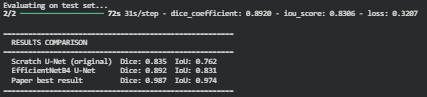 Evaluating on test set...
2/2 ━━━━━━━━━━━━━━━━━━━━ 72s 31s/step - dice_coefficient: 0.8920 - iou_score: 0.8306 - loss: 0.3207
==================================================
RESULTS COMPARISON
==================================================
Scratch U-Net (original) Dice: 0.835 IoU: 0.762
EfficientNetB4 U-Net Dice: 0.892 IoU: 0.831
Paper best result Dice: 0.987 IoU: 0.974
==================================================